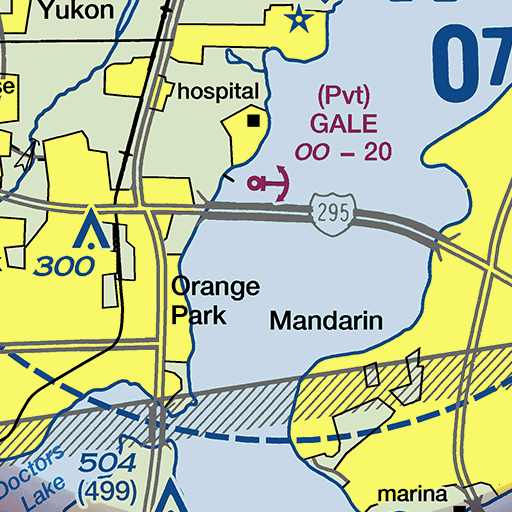 Yukon
07
hospital
(Pvt)
GALE
OO – 20
295
300
Orange
Park
Mandarin
Doctors
Lake
504
(499)
marina